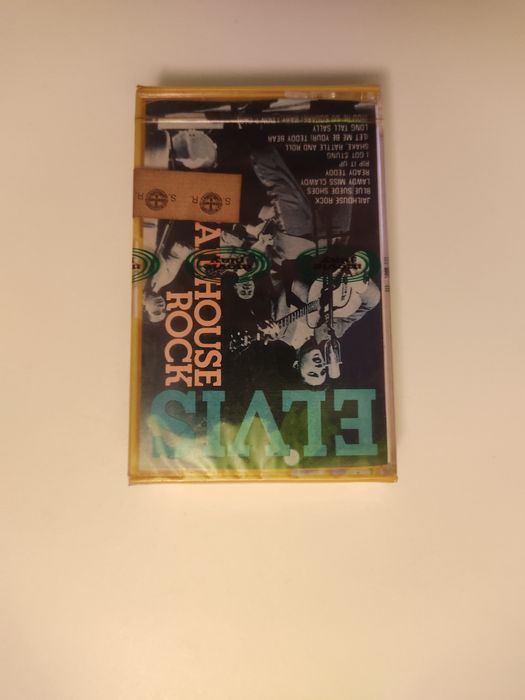 ELVIS
HOUSE
ROCK
JAILHOUSE ROCK
BLUE SUEDE SHOES
LAWDY MISS CLAWDY
READY TEDDY
RIP IT UP
I GOT STUNG
SHAKE, RATTLE AND ROLL
(LET ME BE YOUR) TEDDY BEAR
LONG TALL SALLY